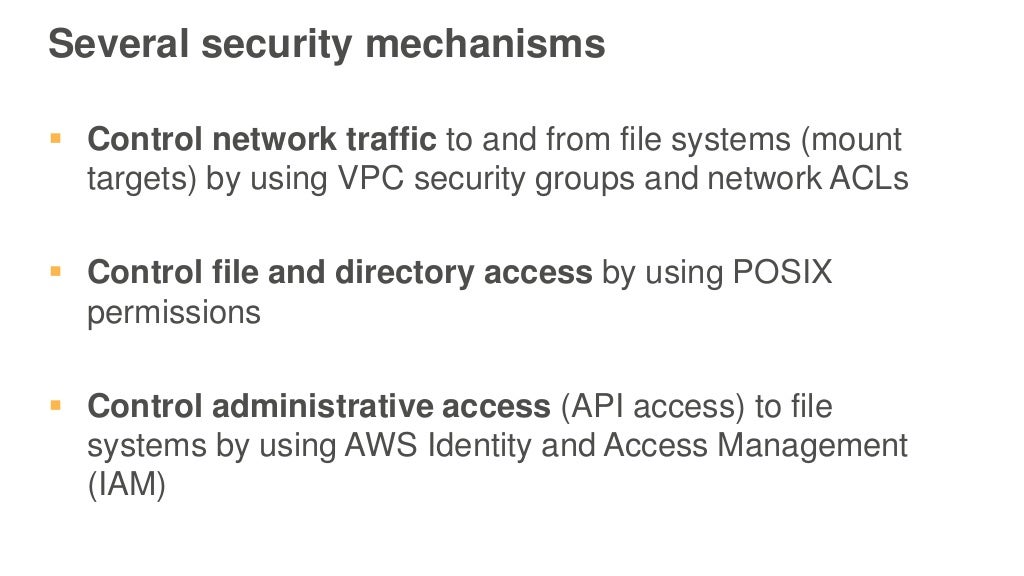 Several security mechanisms
Control network traffic to and from file systems (mount
targets) by using VPC security groups and network ACLs
Control file and directory access by using POSIX
permissions
Control administrative access (API access) to file
systems by using AWS Identity and Access Management
(IAM)